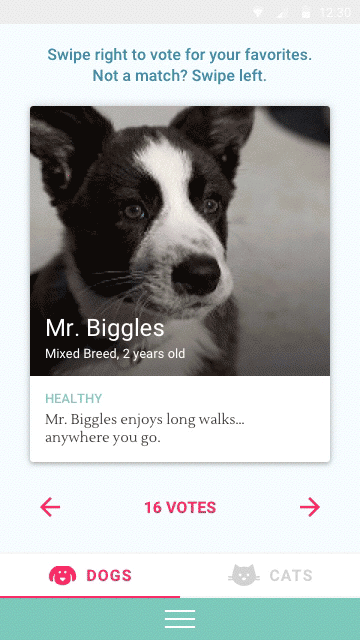 12:30
Swipe right to vote for your favorites.
Not a match? Swipe left.
Mr. Biggles
Mixed Breed, 2 years old
HEALTHY
Mr. Biggles enjoys long walks...
anywhere you go.
16 VOTES
DOGS
CATS